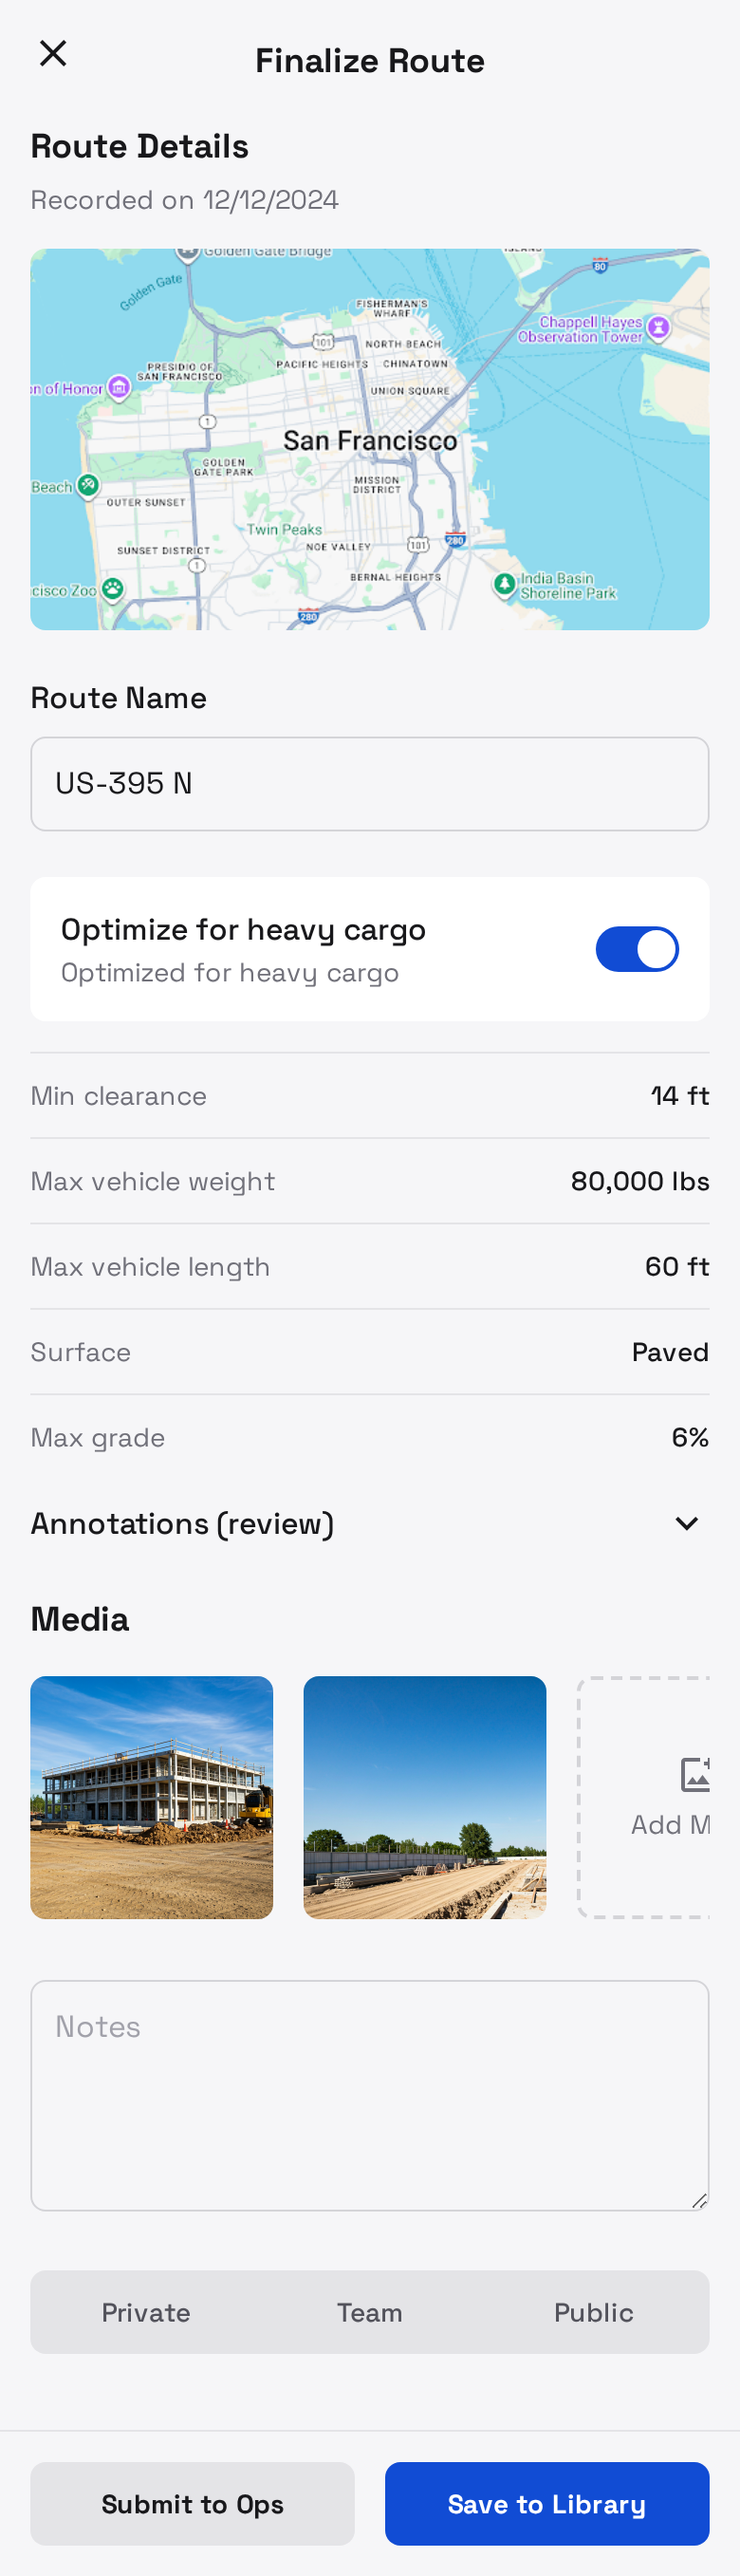 Finalize Route
Route Details
Recorded on 12/12/2024
Golden Gate Bridge
Golden Gate
80
FISHERMAN'S
WHARF
Chappell Hayes
Observation Tower
101
NORTH BEACH
PRESIDIO OF
SAN FRANCISCO
PACIFIC HEIGHTS
CHINATOWN
on of Honor
UNION SQUARE
1
San Francisco
GOLDEN
GATE PARK
MISSION
DISTRICT
Beach
OUTER SUNSET
Twin Peaks
280
SUNSET DISTRICT
NOE VALLEY
101
1
BERNAL HEIGHTS
India Basin
Shoreline Park
cisco Zoo
280
Route Name
US-395 N
Optimize for heavy cargo
Optimized for heavy cargo
Min clearance 14 ft
Max vehicle weight 80,000 lbs
Max vehicle length 60 ft
Surface Paved
Max grade 6%
Annotations (review)
Media
Add M
Notes
Private Team Public
Submit to Ops Save to Library